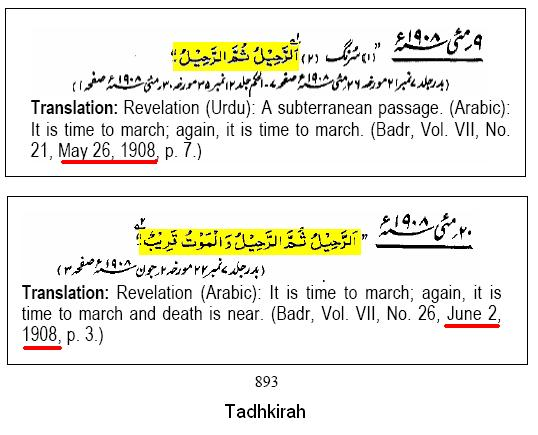 ۹؍مئی ۱۹۰۸ء "(۱) سُرنگ (۲) اَلرَّحِيْلُ ثُمَّ الرَّحِيْلُ۱؎"
(بدر جلد ۷ نمبر ۲۱ مورخہ ۲۶؍مئی ۱۹۰۸ء صفحہ ۷۔ الحکم جلد ۱۲ نمبر ۳۵ مورخہ ۳۰؍مئی ۱۹۰۸ء صفحہ ۱)
Translation: Revelation (Urdu): A subterranean passage. (Arabic):
It is time to march; again, it is time to march. (Badr, Vol. VII, No.
21, May 26, 1908, p. 7.)
۲۰؍مئی ۱۹۰۸ء "اَلرَّحِيْلُ ثُمَّ الرَّحِيْلُ وَالْمَوْتُ قَرِيْبٌ۲؎"
(بدر جلد ۷ نمبر ۲۲ مورخہ ۲؍جون ۱۹۰۸ء صفحہ ۳)
Translation: Revelation (Arabic): It is time to march; again, it is
time to march and death is near. (Badr, Vol. VII, No. 26, June 2,
1908, p. 3.)
893
Tadhkirah